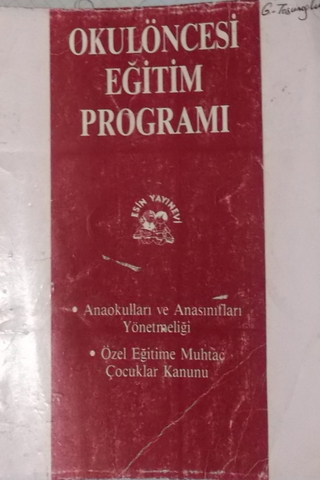 OKULÖNCESİ
EĞİTİM
PROGRAMI
ESİN YAYINEVİ
• Anaokulları ve Anasınıfları
Yönetmeliği
• Özel Eğitime Muhtaç
Çocuklar Kanunu